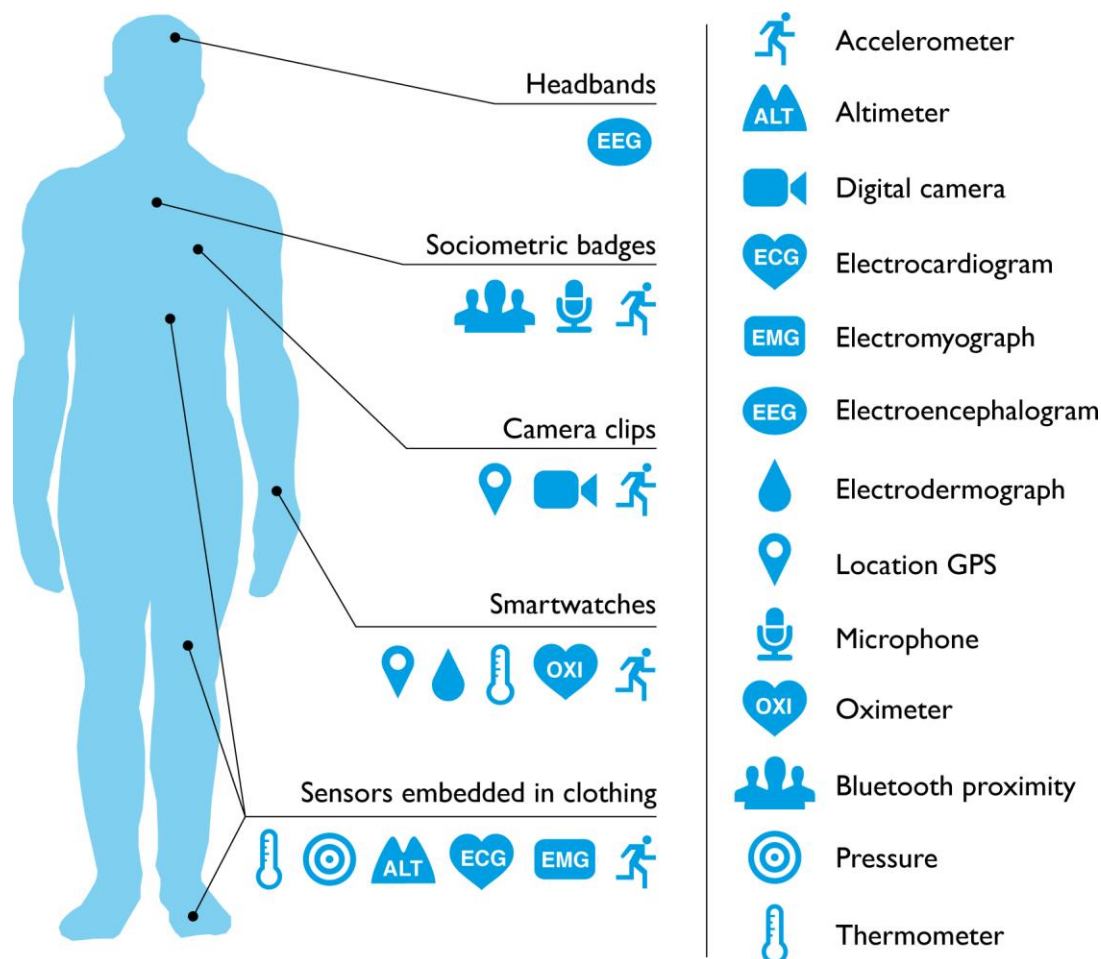 Headbands
EEG
Sociometric badges
Camera clips
Smartwatches
OXI
Sensors embedded in clothing
ALT
ECG
EMG
Accelerometer
ALT Altimeter
Digital camera
ECG Electrocardiogram
EMG Electromyograph
EEG Electroencephalogram
Electrodermograph
Location GPS
Microphone
OXI Oximeter
Bluetooth proximity
Pressure
Thermometer